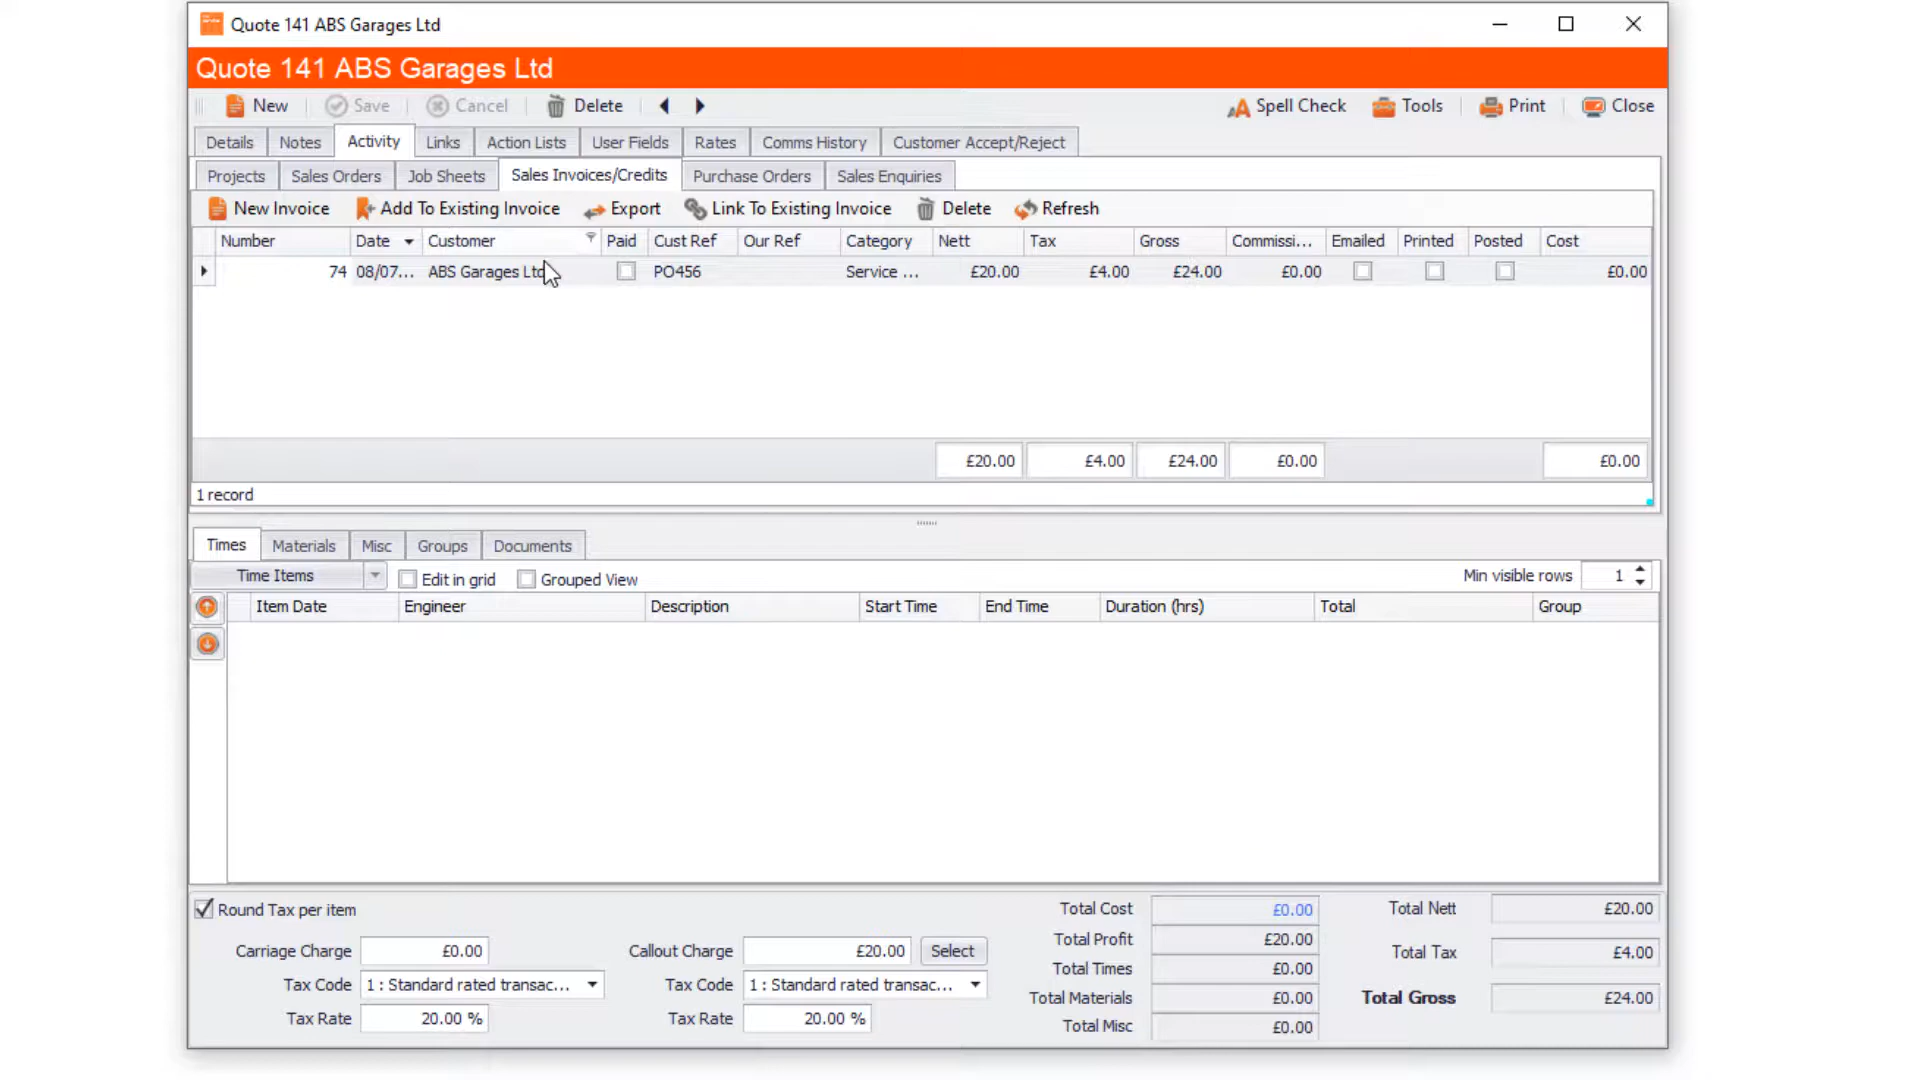 Quote 141 ABS Garages Ltd
Quote 141 ABS Garages Ltd
New Save Cancel Delete Spell Check Tools Print Close
Details Notes Activity Links Action Lists User Fields Rates Comms History Customer Accept/Reject
Projects Sales Orders Job Sheets Sales Invoices/Credits Purchase Orders Sales Enquiries
New Invoice Add To Existing Invoice Export Link To Existing Invoice Delete Refresh
Number Date Customer Paid Cust Ref Our Ref Category Nett Tax Gross Commissi... Emailed Printed Posted Cost
74 08/07... ABS Garages Ltd PO456 Service ... £20.00 £4.00 £24.00 £0.00 £0.00
£20.00 £4.00 £24.00 £0.00 £0.00
1 record
Times Materials Misc Groups Documents
Time Items Edit in grid Grouped View Min visible rows 1
Item Date Engineer Description Start Time End Time Duration (hrs) Total Group
Round Tax per item Total Cost £0.00 Total Nett £20.00
Carriage Charge £0.00 Callout Charge £20.00 Select Total Profit £20.00 Total Tax £4.00
Total Times £0.00
Tax Code 1 : Standard rated transac... Tax Code 1 : Standard rated transac... Total Materials £0.00 Total Gross £24.00
Tax Rate 20.00 % Tax Rate 20.00 % Total Misc £0.00